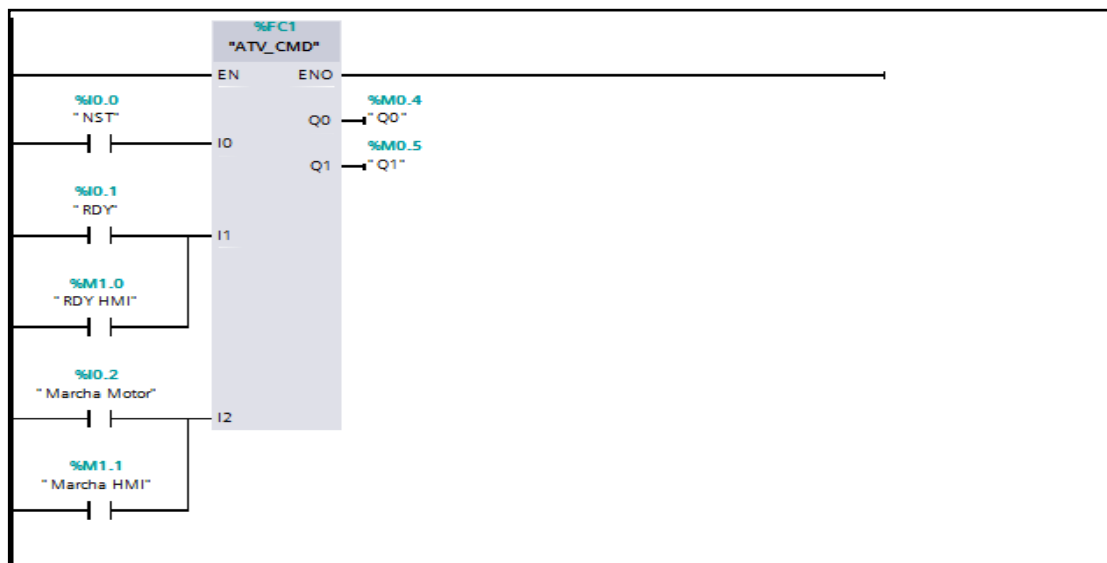 %FC1
"ATV_CMD"
EN ENO
%I0.0
"NST"
I0
Q0
%M0.4
"Q0"
Q1
%M0.5
"Q1"
%I0.1
"RDY"
I1
%M1.0
"RDY HMI"
%I0.2
"Marcha Motor"
I2
%M1.1
"Marcha HMI"